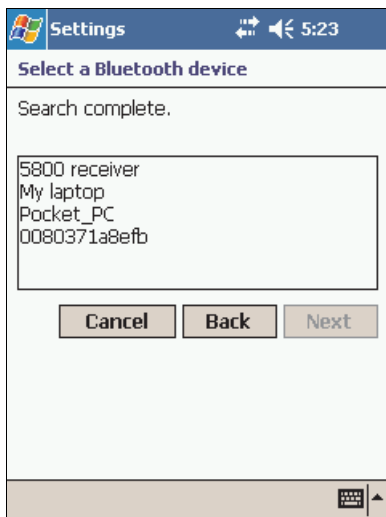 Settings 5:23
Select a Bluetooth device
Search complete.
5800 receiver
My laptop
Pocket_PC
0080371a8efb
Cancel Back Next